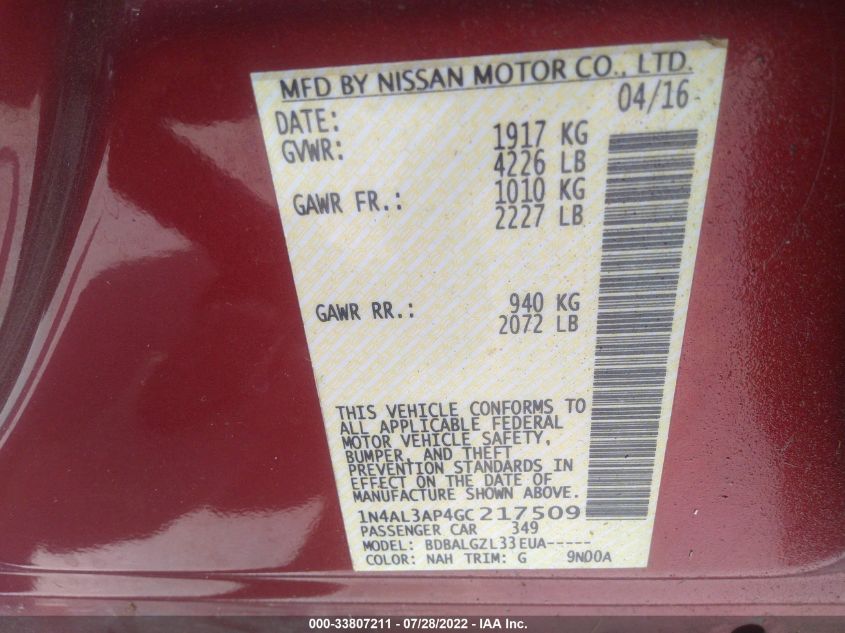 MFD BY NISSAN MOTOR CO., LTD.
DATE: 04/16
GVWR: 1917 KG
4226 LB
GAWR FR.: 1010 KG
2227 LB
GAWR RR.: 940 KG
2072 LB
THIS VEHICLE CONFORMS TO
ALL APPLICABLE FEDERAL
MOTOR VEHICLE SAFETY,
BUMPER, AND THEFT
PREVENTION STANDARDS IN
EFFECT ON THE DATE OF
MANUFACTURE SHOWN ABOVE.
1N4AL3AP4GC217509
PASSENGER CAR 349
MODEL: BDBALGZL33EUA-----
COLOR: NAH TRIM: G 9N00A
000-33807211 - 07/28/2022 - IAA Inc.